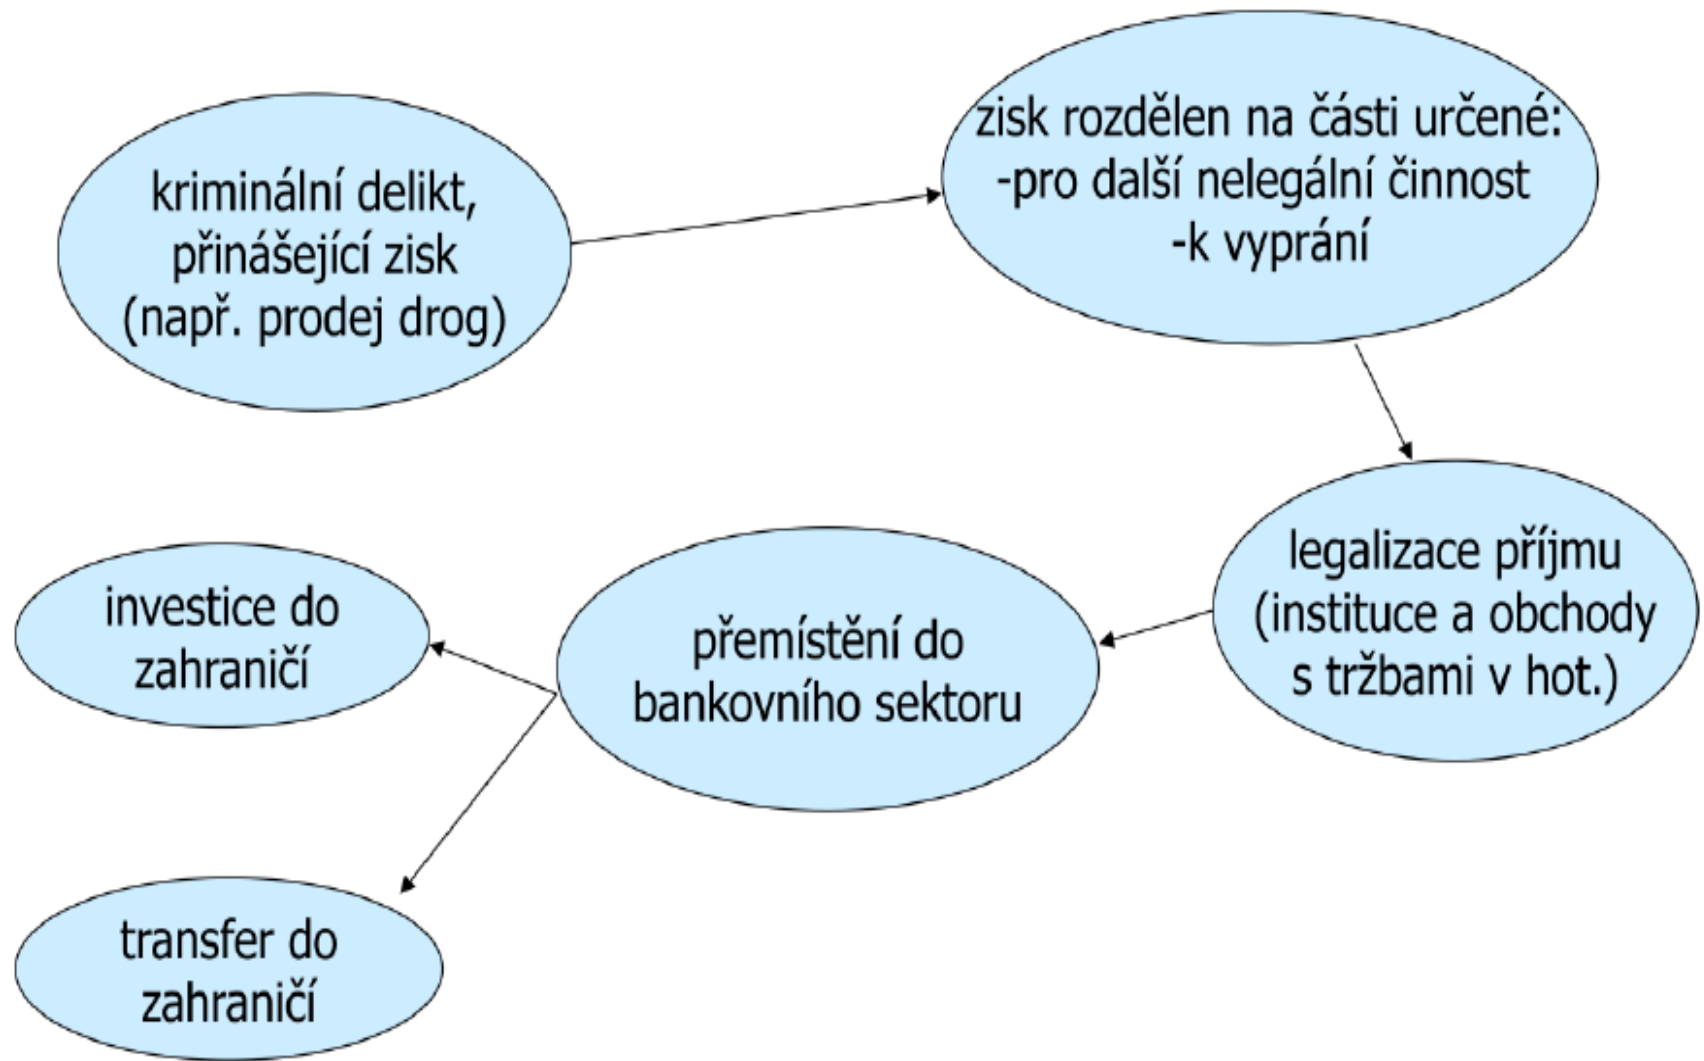 kriminální delikt,
přinášející zisk
(např. prodej drog)
zisk rozdělen na části určené:
-pro další nelegální činnost
-k vyprání
legalizace příjmu
(instituce a obchody
s tržbami v hot.)
přemístění do
bankovního sektoru
investice do
zahraničí
transfer do
zahraničí